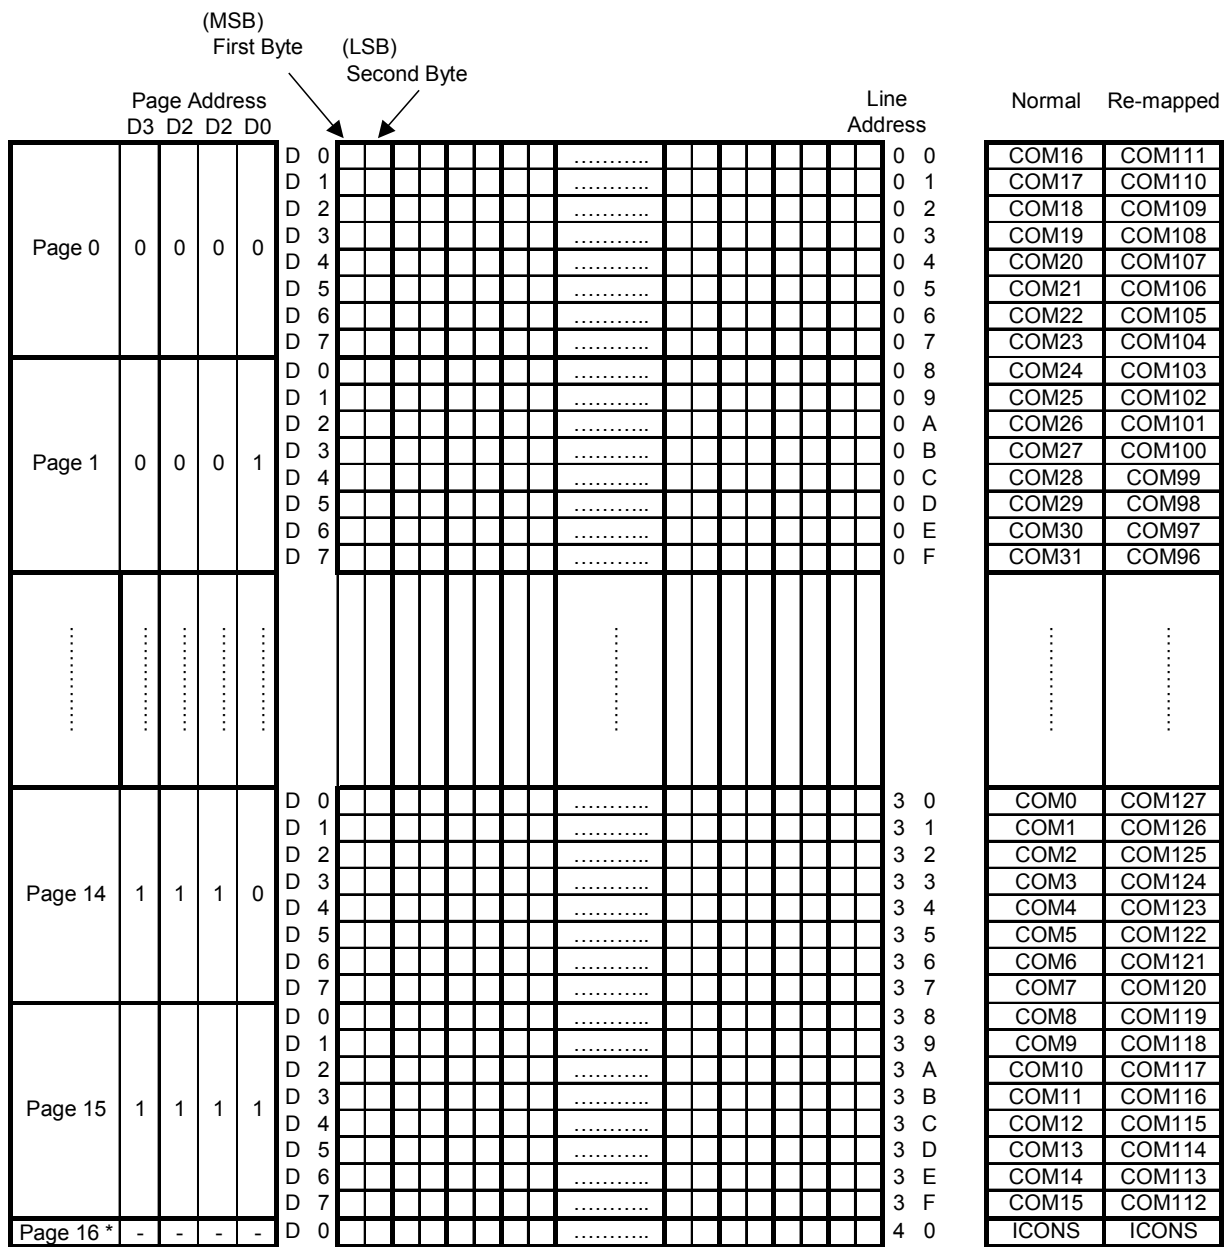 (MSB)
First Byte (LSB)
Second Byte
Page Address Line Normal Re-mapped
D3 D2 D2 D0 Address
D 0 ........... 0 0 COM16 COM111
D 1 ........... 0 1 COM17 COM110
D 2 ........... 0 2 COM18 COM109
Page 0 0 0 0 0 D 3 ........... 0 3 COM19 COM108
D 4 ........... 0 4 COM20 COM107
D 5 ........... 0 5 COM21 COM106
D 6 ........... 0 6 COM22 COM105
D 7 ........... 0 7 COM23 COM104
D 0 ........... 0 8 COM24 COM103
D 1 ........... 0 9 COM25 COM102
D 2 ........... 0 A COM26 COM101
Page 1 0 0 0 1 D 3 ........... 0 B COM27 COM100
D 4 ........... 0 C COM28 COM99
D 5 ........... 0 D COM29 COM98
D 6 ........... 0 E COM30 COM97
D 7 ........... 0 F COM31 COM96
........... ........... ........... ........... ........... ........... ........... ...........
D 0 ........... 3 0 COM0 COM127
D 1 ........... 3 1 COM1 COM126
D 2 ........... 3 2 COM2 COM125
Page 14 1 1 1 0 D 3 ........... 3 3 COM3 COM124
D 4 ........... 3 4 COM4 COM123
D 5 ........... 3 5 COM5 COM122
D 6 ........... 3 6 COM6 COM121
D 7 ........... 3 7 COM7 COM120
D 0 ........... 3 8 COM8 COM119
D 1 ........... 3 9 COM9 COM118
D 2 ........... 3 A COM10 COM117
Page 15 1 1 1 1 D 3 ........... 3 B COM11 COM116
D 4 ........... 3 C COM12 COM115
D 5 ........... 3 D COM13 COM114
D 6 ........... 3 E COM14 COM113
D 7 ........... 3 F COM15 COM112
Page 16 * - - - - D 0 ........... 4 0 ICONS ICONS